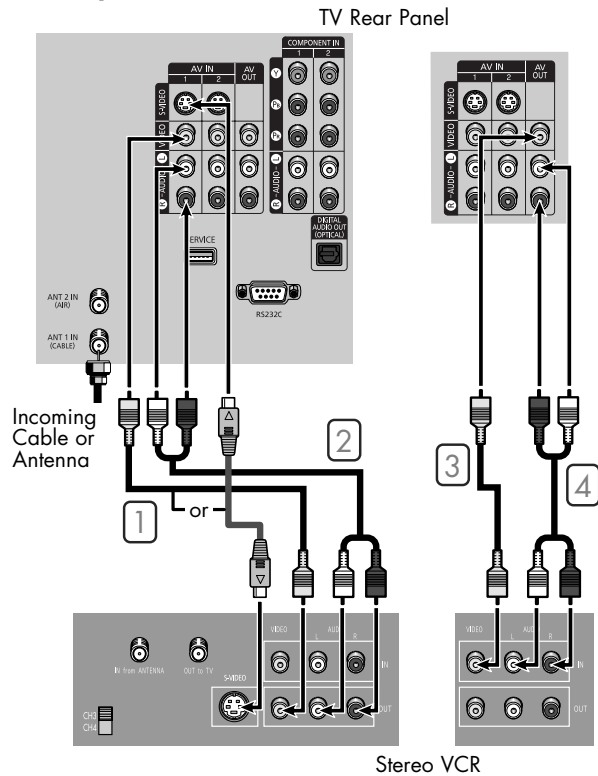 TV Rear Panel
COMPONENT IN
1 2
AV IN
AV OUT
1 2
S-VIDEO
VIDEO
L
R -AUDIO-
Y
PB
PR
L
R -AUDIO-
DIGITAL
AUDIO OUT
(OPTICAL)
ERVICE
RS232C
ANT 2 IN
(AIR)
ANT 1 IN
(CABLE)
Incoming
Cable or
Antenna
AV IN
AV OUT
1 2
S-VIDEO
VIDEO
R -AUDIO- L
1
or
2
3
4
IN from ANTENNA
OUT to TV
S-VIDEO
VIDEO
AUD
L R
IN
OUT
CH3
CH4
VIDEO
AUD
L R
IN
OUT
Stereo VCR